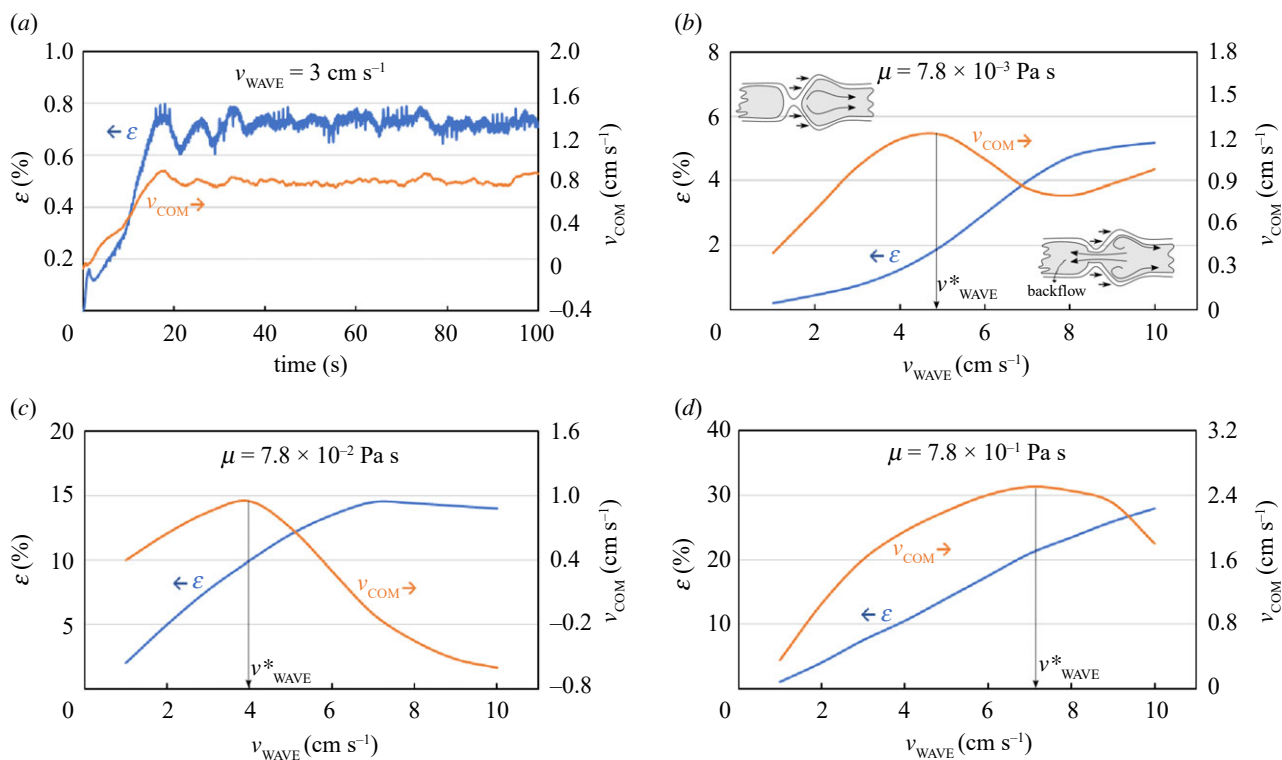 (a)
v_WAVE = 3 cm s⁻¹
ε (%)
1.0
0.8
0.6
0.4
0.2
0
← ε
v_COM →
2.0
1.6
1.2
0.8
0.4
0
–0.4
v_COM (cm s⁻¹)
20 40 60 80 100
time (s)
(b)
μ = 7.8 × 10⁻³ Pa s
ε (%)
8
6
4
2
0
v_COM →
← ε
v*_WAVE
backflow
1.8
1.5
1.2
0.9
0.6
0.3
0
v_COM (cm s⁻¹)
2 4 6 8 10
v_WAVE (cm s⁻¹)
(c)
μ = 7.8 × 10⁻² Pa s
ε (%)
20
15
10
5
0
← ε
v_COM →
v*_WAVE
1.6
1.0
0.4
–0.2
–0.8
v_COM (cm s⁻¹)
2 4 6 8 10
v_WAVE (cm s⁻¹)
(d)
μ = 7.8 × 10⁻¹ Pa s
ε (%)
40
30
20
10
0
v_COM →
← ε
v*_WAVE
3.2
2.4
1.6
0.8
0
v_COM (cm s⁻¹)
2 4 6 8 10
v_WAVE (cm s⁻¹)